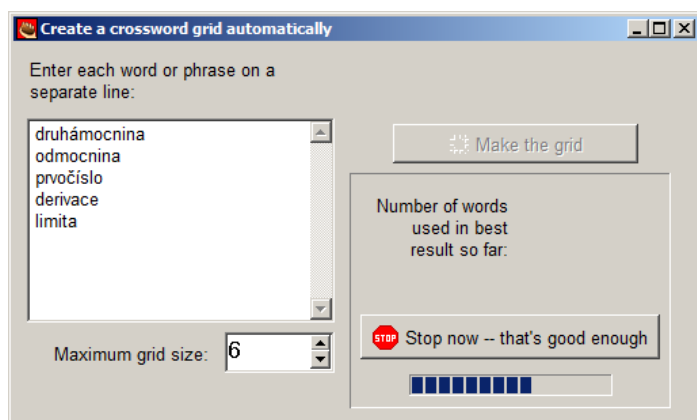 Create a crossword grid automatically
Enter each word or phrase on a
separate line:
druhámocnina
odmocnina
prvočíslo
derivace
limita
Make the grid
Number of words
used in best
result so far:
STOP Stop now -- that's good enough
Maximum grid size: 6